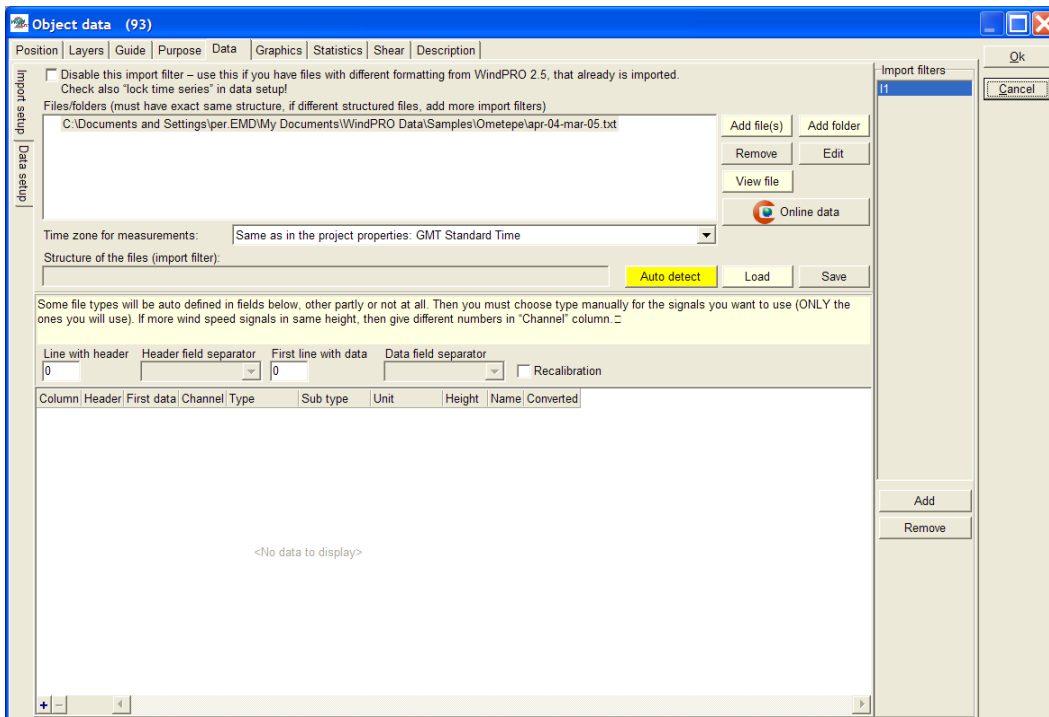 Object data (93)
Position Layers Guide Purpose Data Graphics Statistics Shear Description
Ok
Cancel
Import setup
Data setup
Disable this import filter – use this if you have files with different formatting from WindPRO 2.5, that already is imported.
Check also "lock time series" in data setup!
Files/folders (must have exact same structure, if different structured files, add more import filters)
C:\Documents and Settings\per.EMD\My Documents\WindPRO Data\Samples\Ometepe\apr-04-mar-05.txt
Add file(s) Add folder
Remove Edit
View file
Online data
Import filters
I1
Time zone for measurements: Same as in the project properties: GMT Standard Time
Structure of the files (import filter):
Auto detect Load Save
Some file types will be auto defined in fields below, other partly or not at all. Then you must choose type manually for the signals you want to use (ONLY the
ones you will use). If more wind speed signals in same height, then give different numbers in "Channel" column.
Line with header Header field separator First line with data Data field separator
0 0 Recalibration
Column Header First data Channel Type Sub type Unit Height Name Converted
<No data to display>
Add
Remove